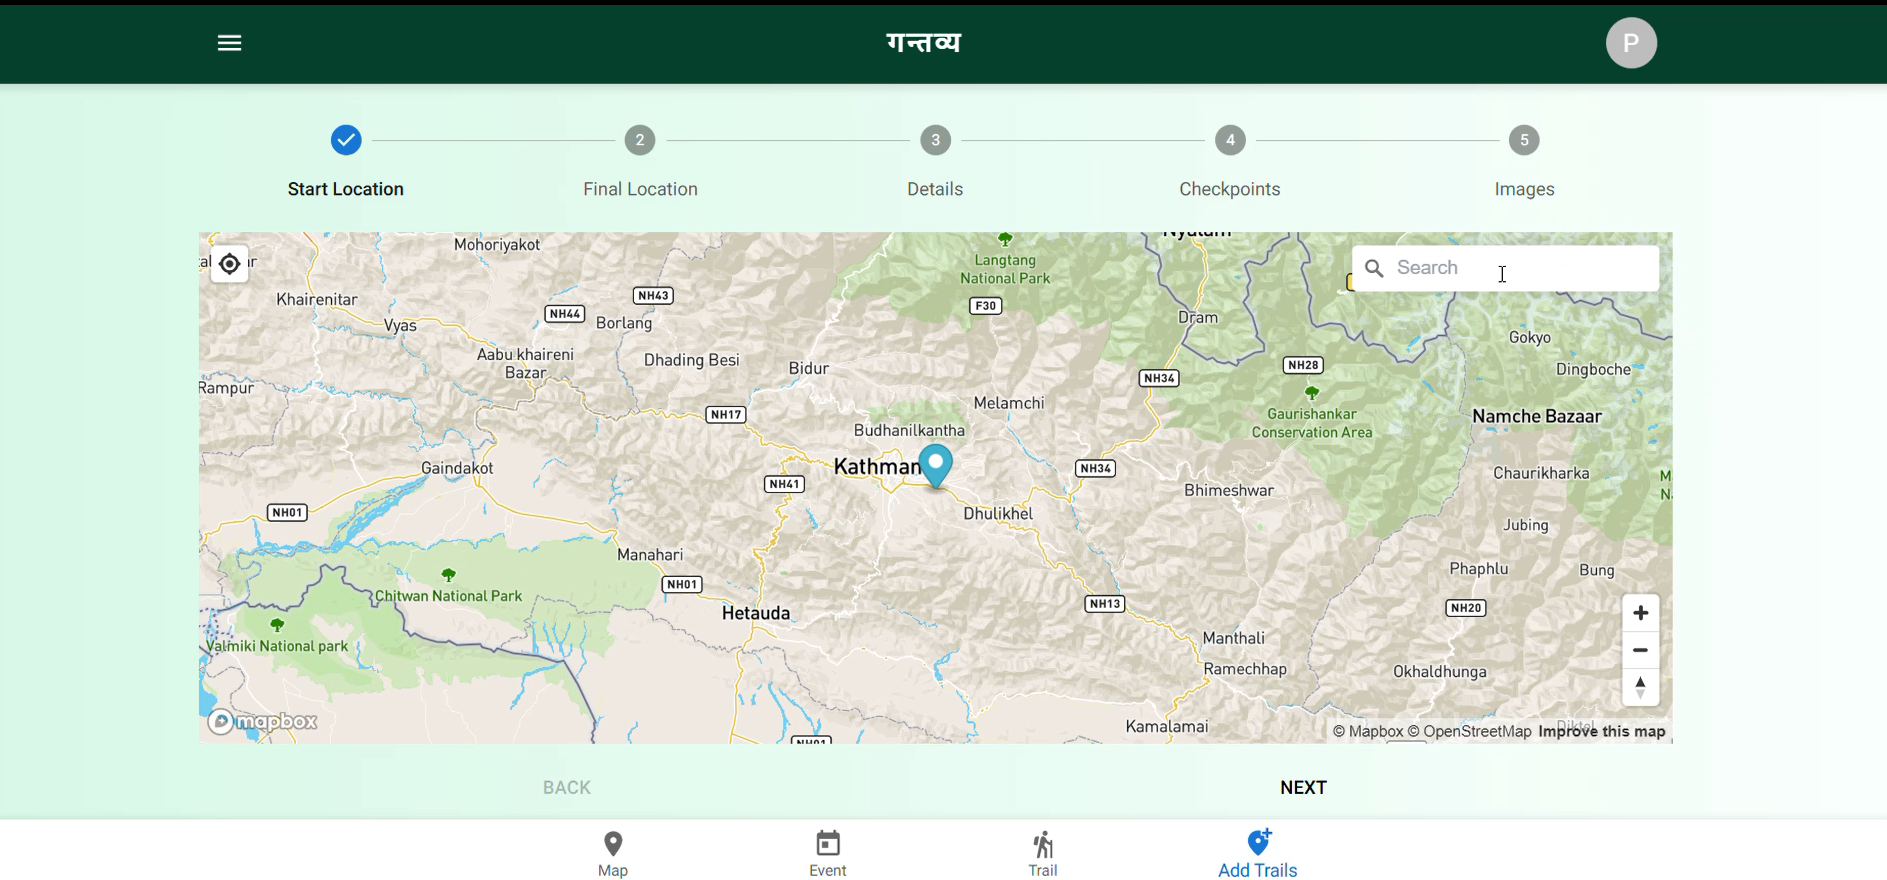 गन्तव्य
P
2
3
4
5
Start Location
Final Location
Details
Checkpoints
Images
Mohoriyakot
Langtang
National Park
Search
Khairenitar
NH43
NH44
Borlang
F30
Vyas
Dram
Gokyo
Aabu khaireni
Bazar
Dhading Besi
Bidur
NH28
Dingboche
Rampur
NH34
NH17
Melamchi
Gaurishankar
Conservation Area
Namche Bazaar
Budhanilkantha
Kathman
Gaindakot
NH41
NH34
Chaurikharka
Bhimeshwar
NH01
Dhulikhel
Jubing
Manahari
Chitwan National Park
NH01
Phaphlu
Bung
Hetauda
NH13
NH20
+
−
Valmiki National park
Manthali
Ramechhap
Okhaldhunga
mapbox
Kamalamai
NH01
© Mapbox © OpenStreetMap Improve this map
BACK
NEXT
Map
Event
Trail
Add Trails